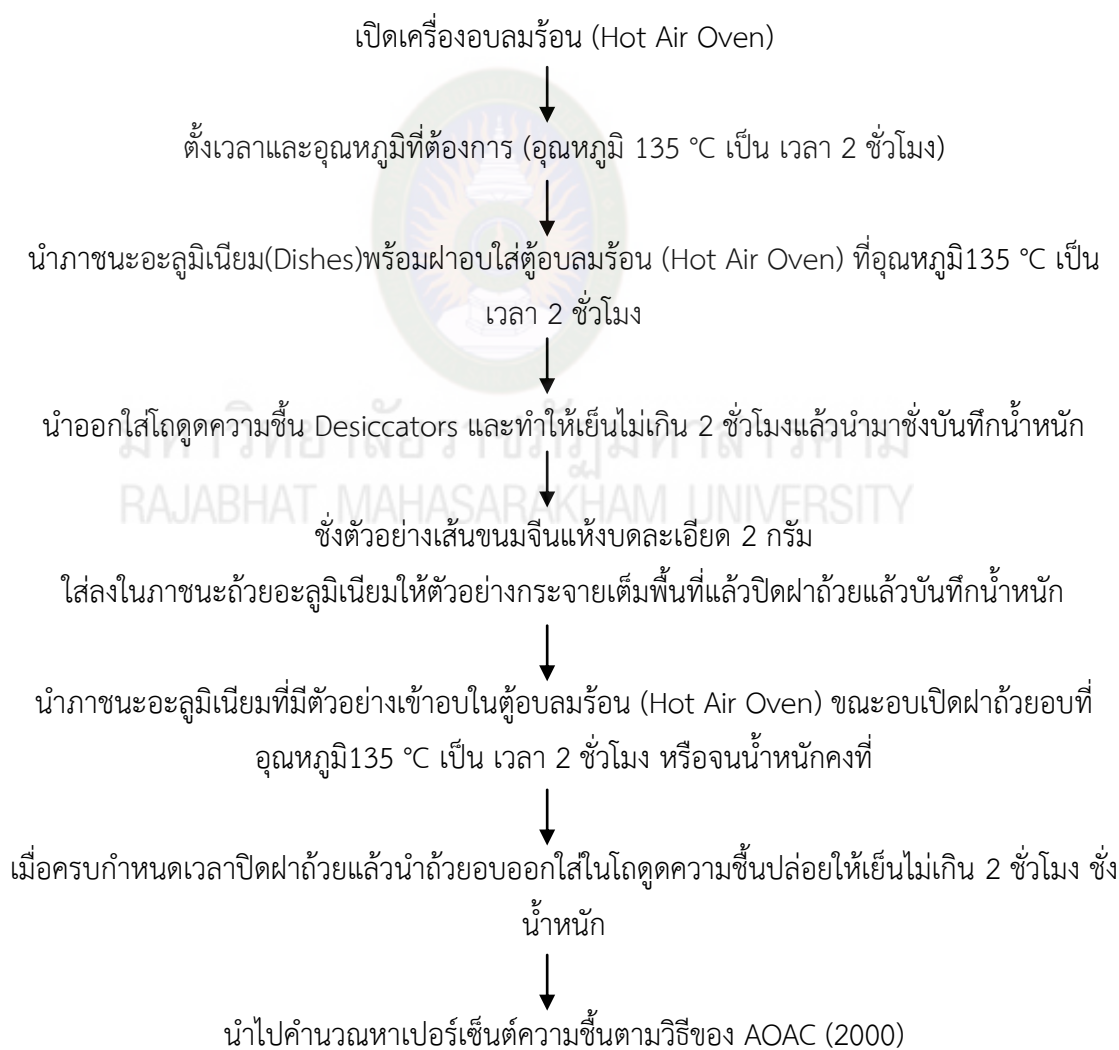 เปิดเครื่องอบลมร้อน (Hot Air Oven)
ตั้งเวลาและอุณหภูมิที่ต้องการ (อุณหภูมิ 135 °C เป็น เวลา 2 ชั่วโมง)
นำภาชนะอะลูมิเนียม(Dishes)พร้อมฝาอบใส่ตู้อบลมร้อน (Hot Air Oven) ที่อุณหภูมิ135 °C เป็น
เวลา 2 ชั่วโมง
นำออกใส่โถดูดความชื้น Desiccators และทำให้เย็นไม่เกิน 2 ชั่วโมงแล้วนำมาชั่งบันทึกน้ำหนัก
มหาวิทยาลัยราชภัฏมหาสารคาม
RAJABHAT MAHASARAKHAM UNIVERSITY
ชั่งตัวอย่างเส้นขนมจีนแห้งบดละเอียด 2 กรัม
ใส่ลงในภาชนะถ้วยอะลูมิเนียมให้ตัวอย่างกระจายเต็มพื้นที่แล้วปิดฝาถ้วยแล้วบันทึกน้ำหนัก
นำภาชนะอะลูมิเนียมที่มีตัวอย่างเข้าอบในตู้อบลมร้อน (Hot Air Oven) ขณะอบเปิดฝาถ้วยอบที่
อุณหภูมิ135 °C เป็น เวลา 2 ชั่วโมง หรือจนน้ำหนักคงที่
เมื่อครบกำหนดเวลาปิดฝาถ้วยแล้วนำถ้วยอบออกใส่ในโถดูดความชื้นปล่อยให้เย็นไม่เกิน 2 ชั่วโมง ชั่ง
น้ำหนัก
นำไปคำนวณหาเปอร์เซ็นต์ความชื้นตามวิธีของ AOAC (2000)